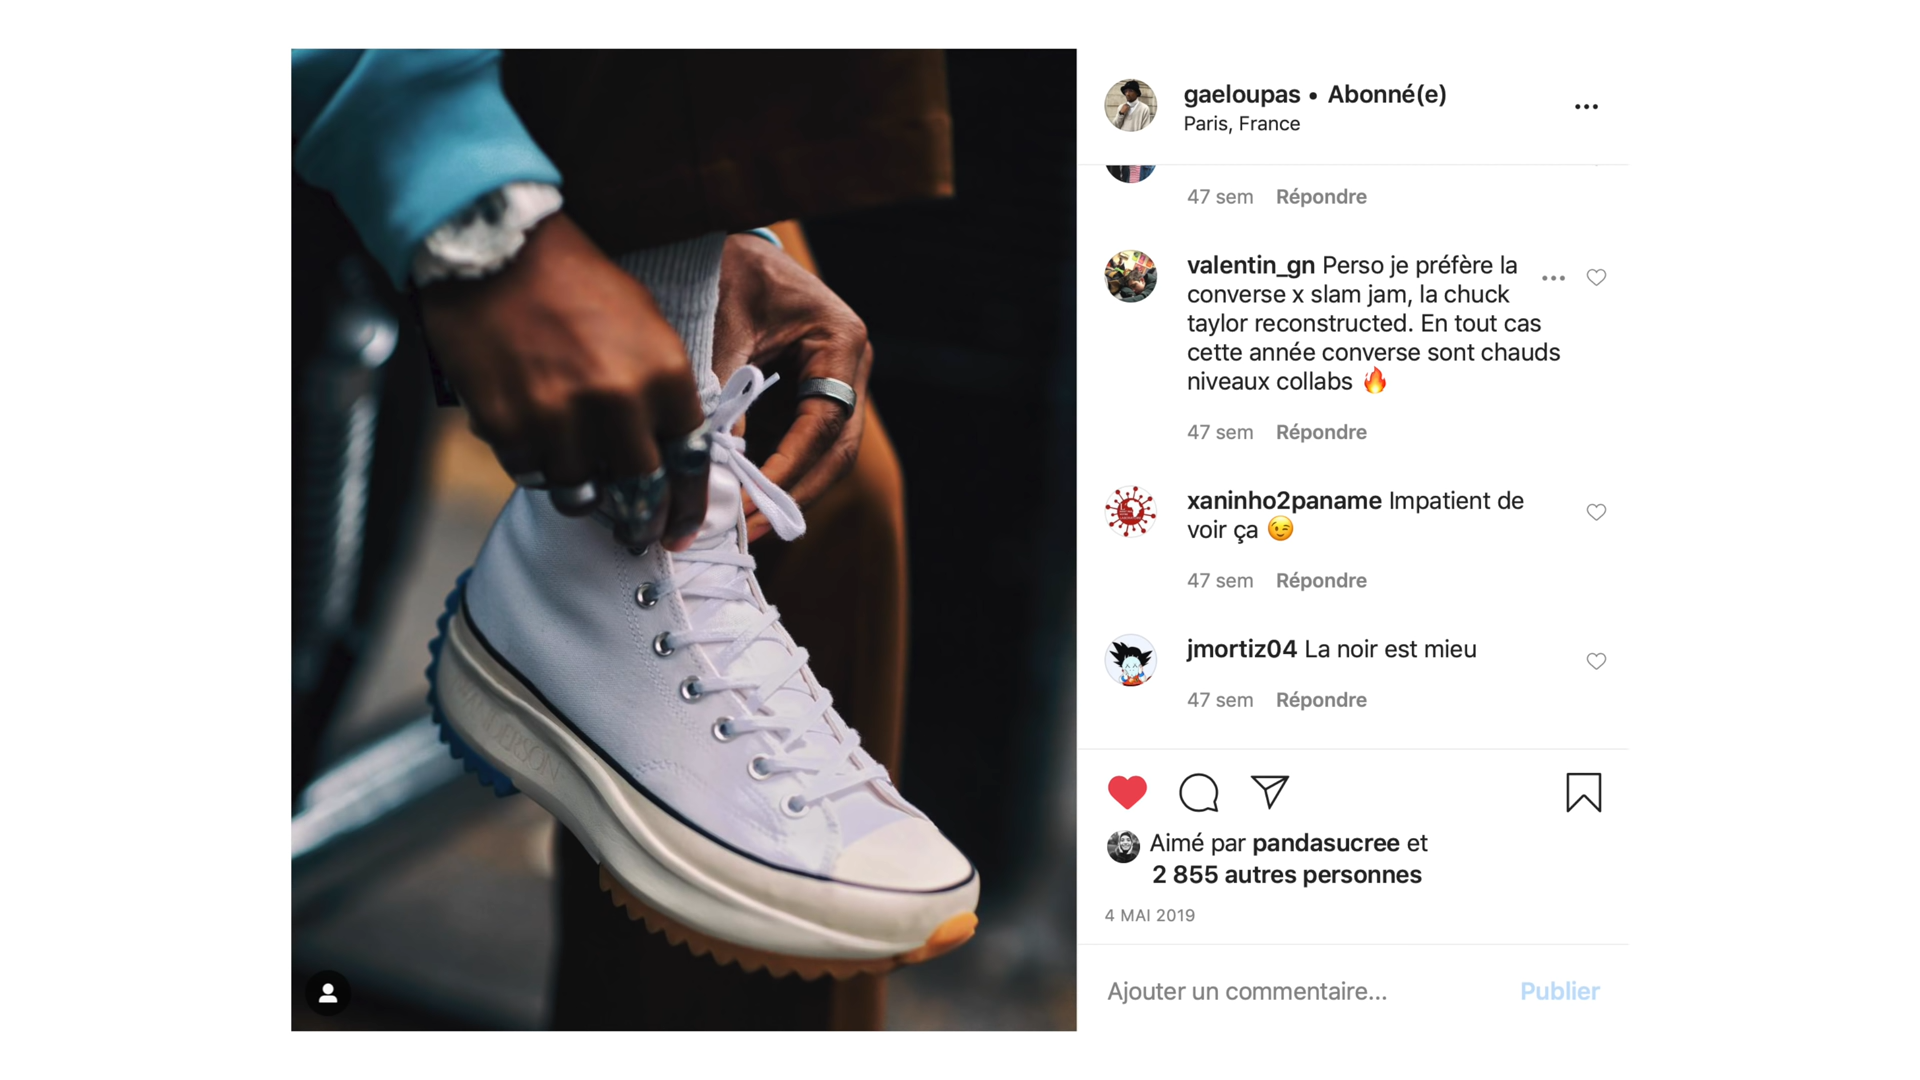 gaeloupas • Abonné(e)
Paris, France
47 sem Répondre
valentin_gn Perso je préfère la
converse x slam jam, la chuck
taylor reconstructed. En tout cas
cette année converse sont chauds
niveaux collabs 🔥
47 sem Répondre
xaninho2paname Impatient de
voir ça 😉
47 sem Répondre
jmortiz04 La noir est mieu
47 sem Répondre
Aimé par pandasucree et
2 855 autres personnes
4 MAI 2019
Ajouter un commentaire... Publier
ANDERSON